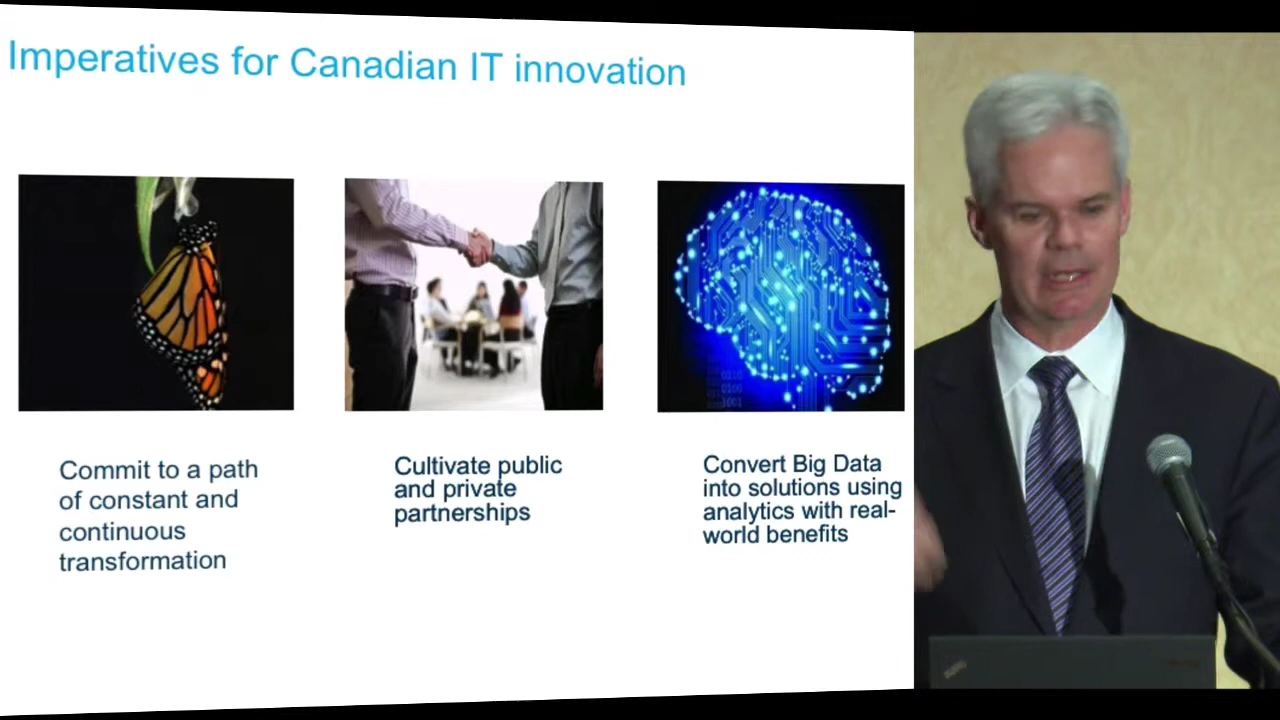 Imperatives for Canadian IT innovation
Commit to a path
of constant and
continuous
transformation
Cultivate public
and private
partnerships
Convert Big Data
into solutions using
analytics with real-
world benefits